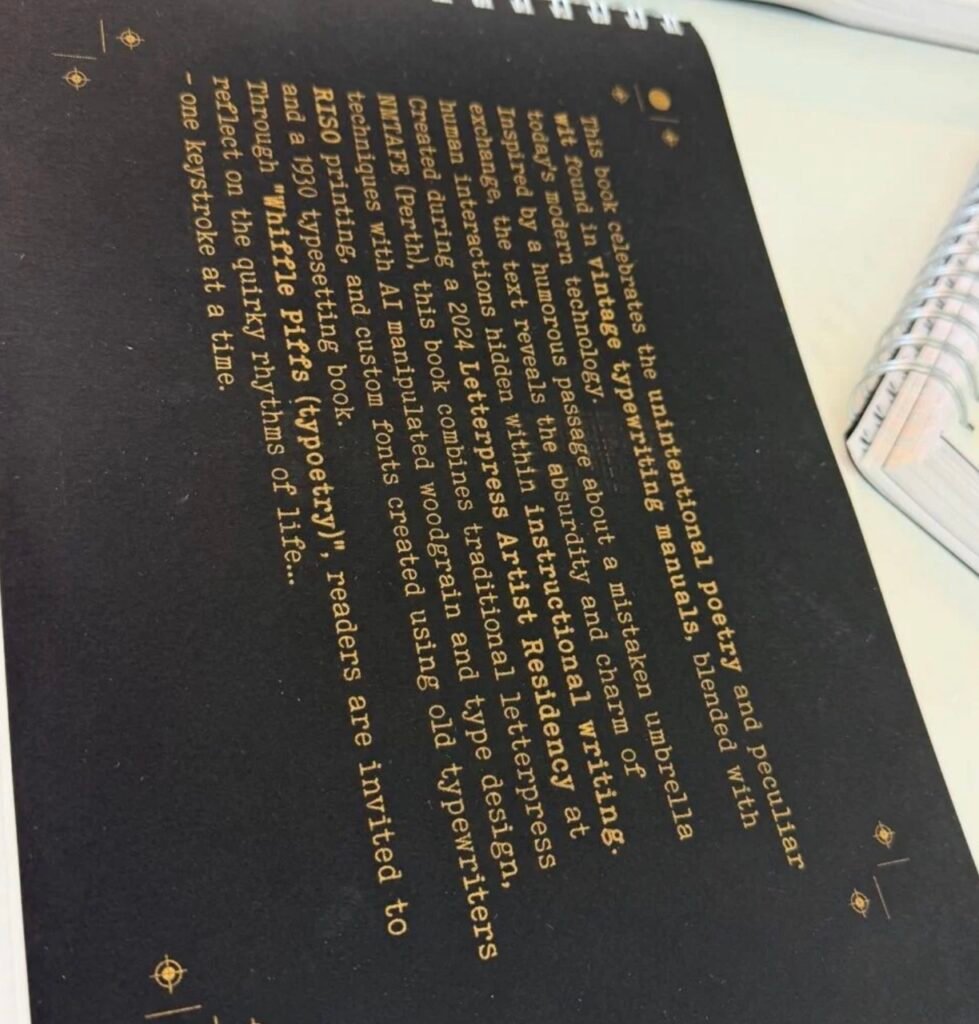 This book celebrates the unintentional poetry and peculiar
wit found in vintage typewriting manuals, blended with
today's modern technology.
Inspired by a humorous passage about a mistaken umbrella
exchange, the text reveals the absurdity and charm of
human interactions hidden within instructional writing.
Created during a 2024 Letterpress Artist Residency at
NMTAFE (Perth), this book combines traditional letterpress
techniques with AI manipulated woodgrain and type design,
RISO printing, and custom fonts created using old typewriters
and a 1930 typesetting book.
Through "Whiffle Piffs (typoetry)", readers are invited to
reflect on the quirky rhythms of life...
- one keystroke at a time.